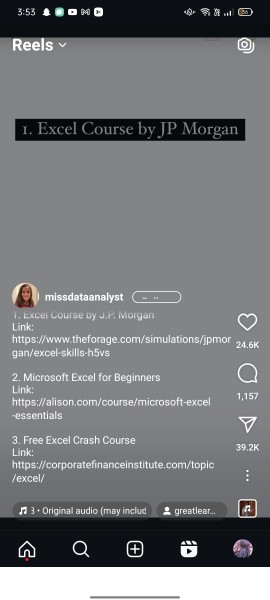 3:53
Reels
1. Excel Course by JP Morgan
missdataanalyst
1. Excel Course by J.P. Morgan
Link:
https://www.theforage.com/simulations/jpmor
gan/excel-skills-h5vs
24.6K
2. Microsoft Excel for Beginners
Link:
https://alison.com/course/microsoft-excel
-essentials
1,157
3. Free Excel Crash Course
Link:
https://corporatefinanceinstitute.com/topic
/excel/
39.2K
3 • Original audio (may includ
greatlear...